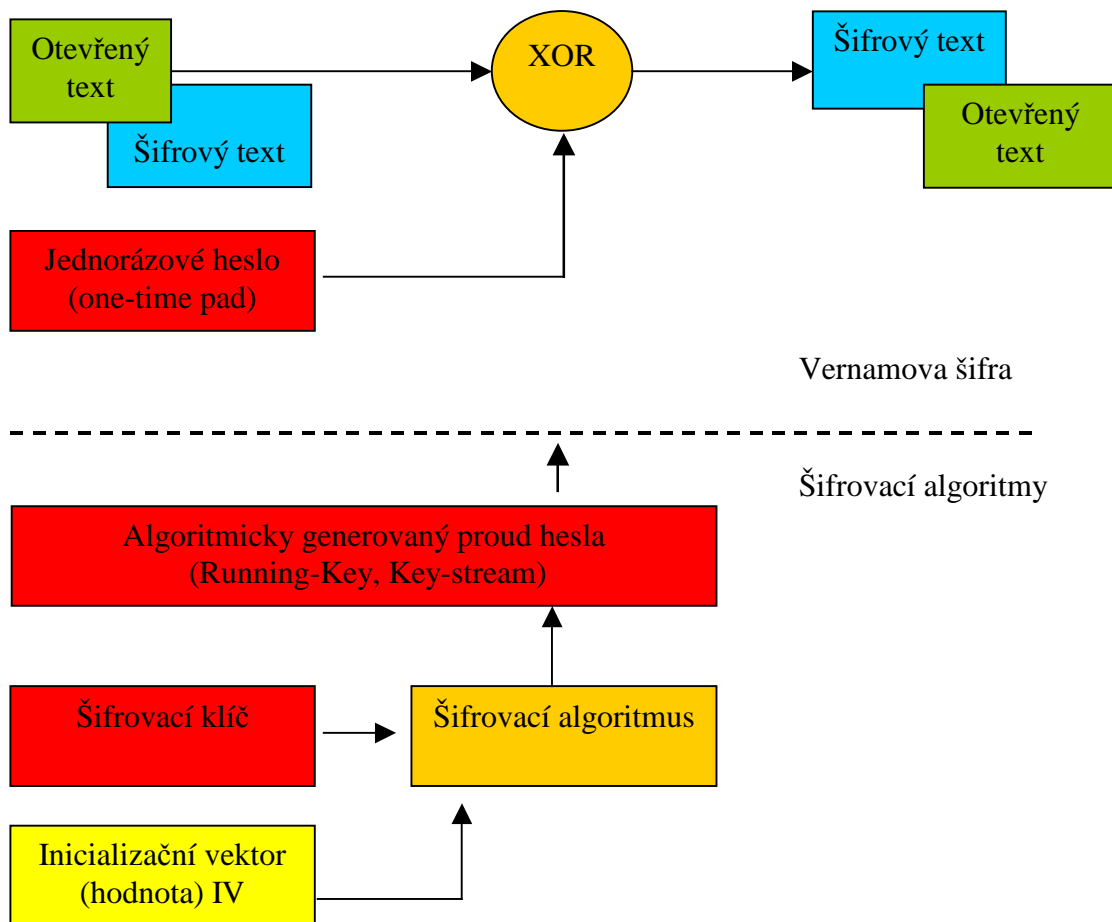 Otevřený
text
Šifrový text
XOR
Šifrový text
Otevřený
text
Jednorázové heslo
(one-time pad)
Vernamova šifra
Šifrovací algoritmy
Algoritmicky generovaný proud hesla
(Running-Key, Key-stream)
Šifrovací klíč
Šifrovací algoritmus
Inicializační vektor
(hodnota) IV